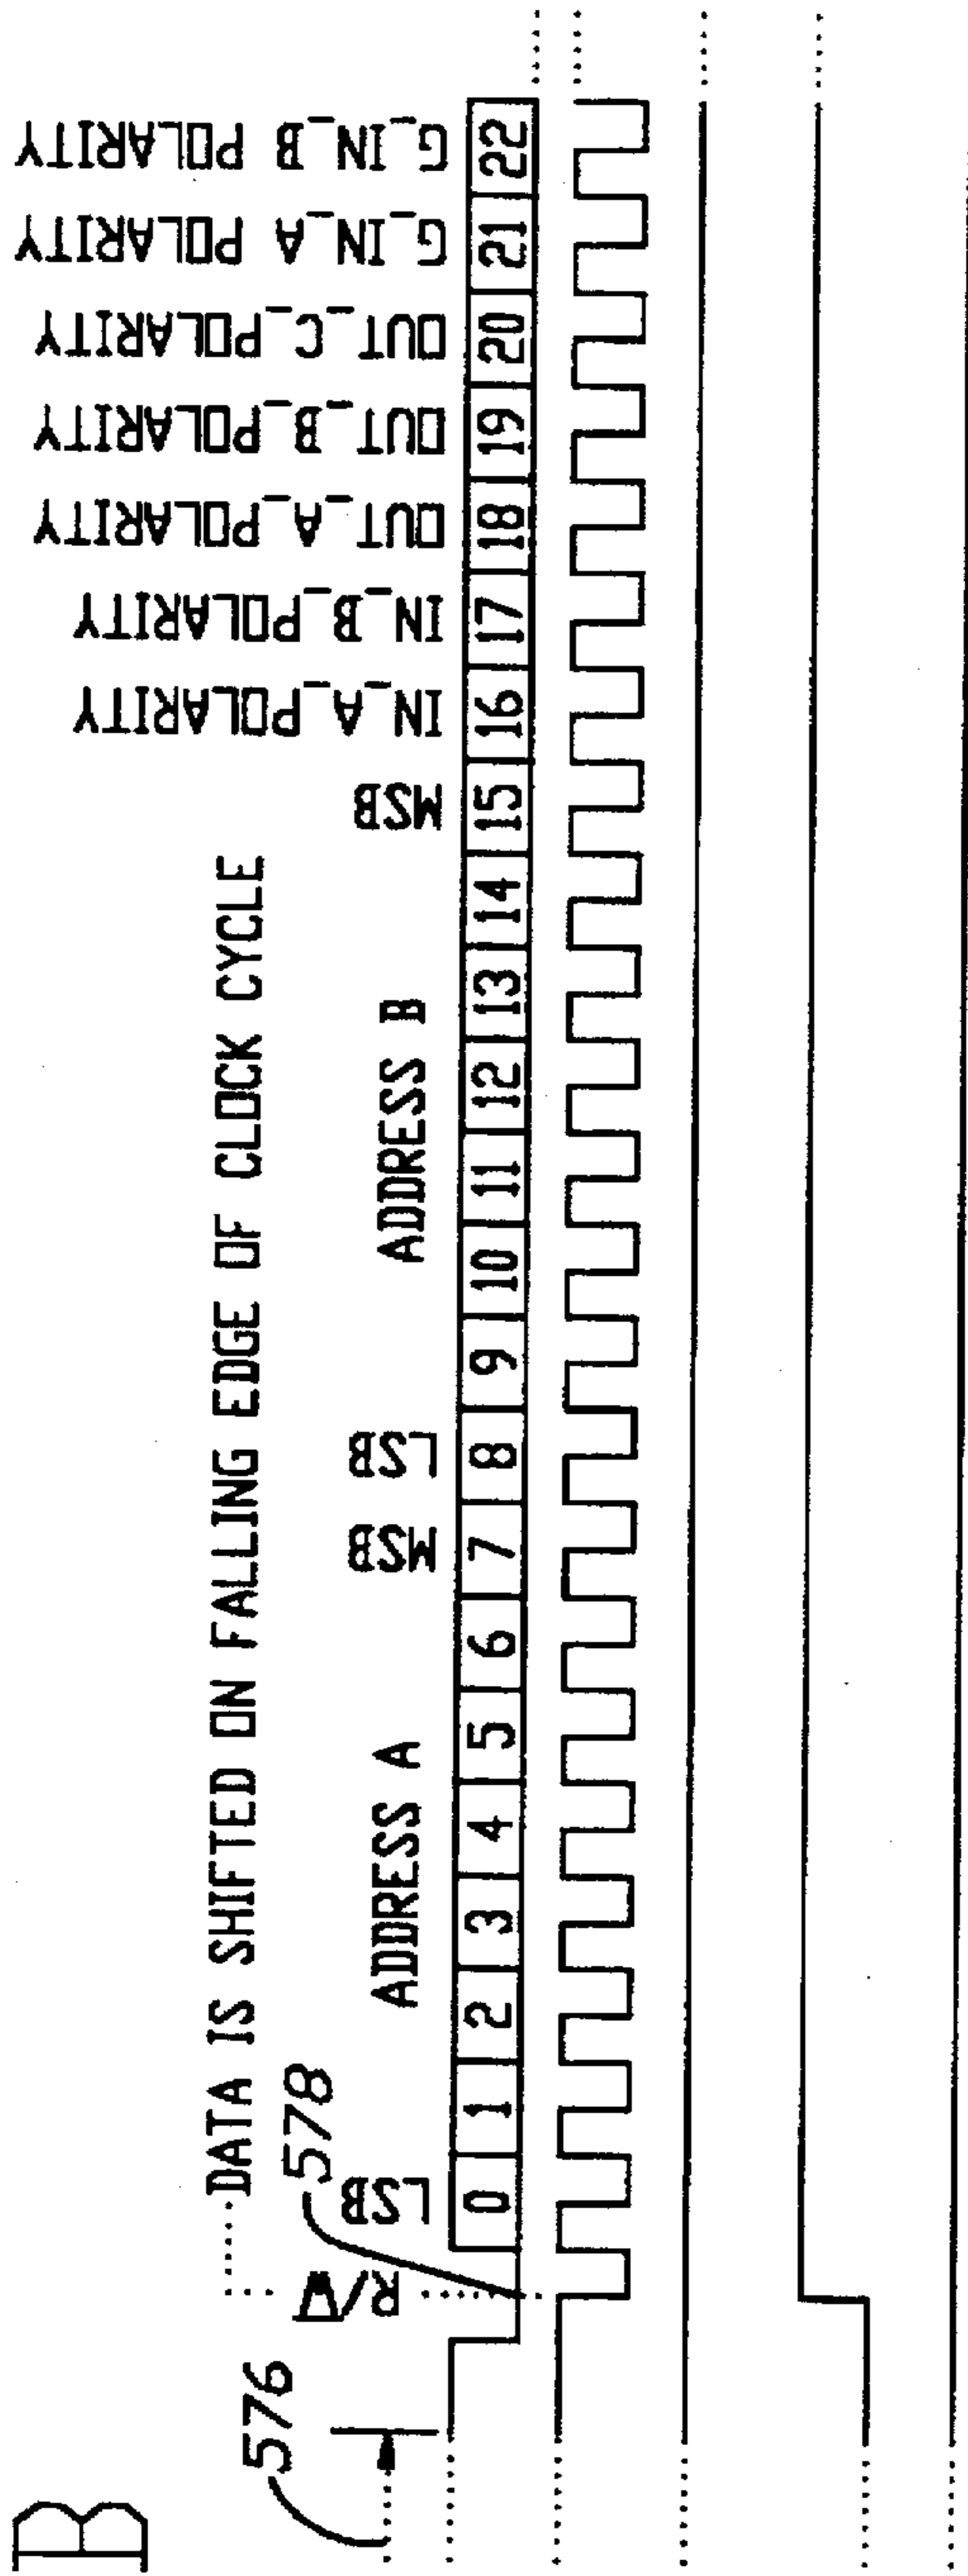 B
576
578
DATA IS SHIFTED ON FALLING EDGE OF CLOCK CYCLE
R/W
LSB
ADDRESS A
MSB
LSB
ADDRESS B
MSB
IN_A_POLARITY
IN_B_POLARITY
OUT_A_POLARITY
OUT_B_POLARITY
OUT_C_POLARITY
G_IN_A POLARITY
G_IN_B POLARITY
0 1 2 3 4 5 6 7 8 9 10 11 12 13 14 15 16 17 18 19 20 21 22